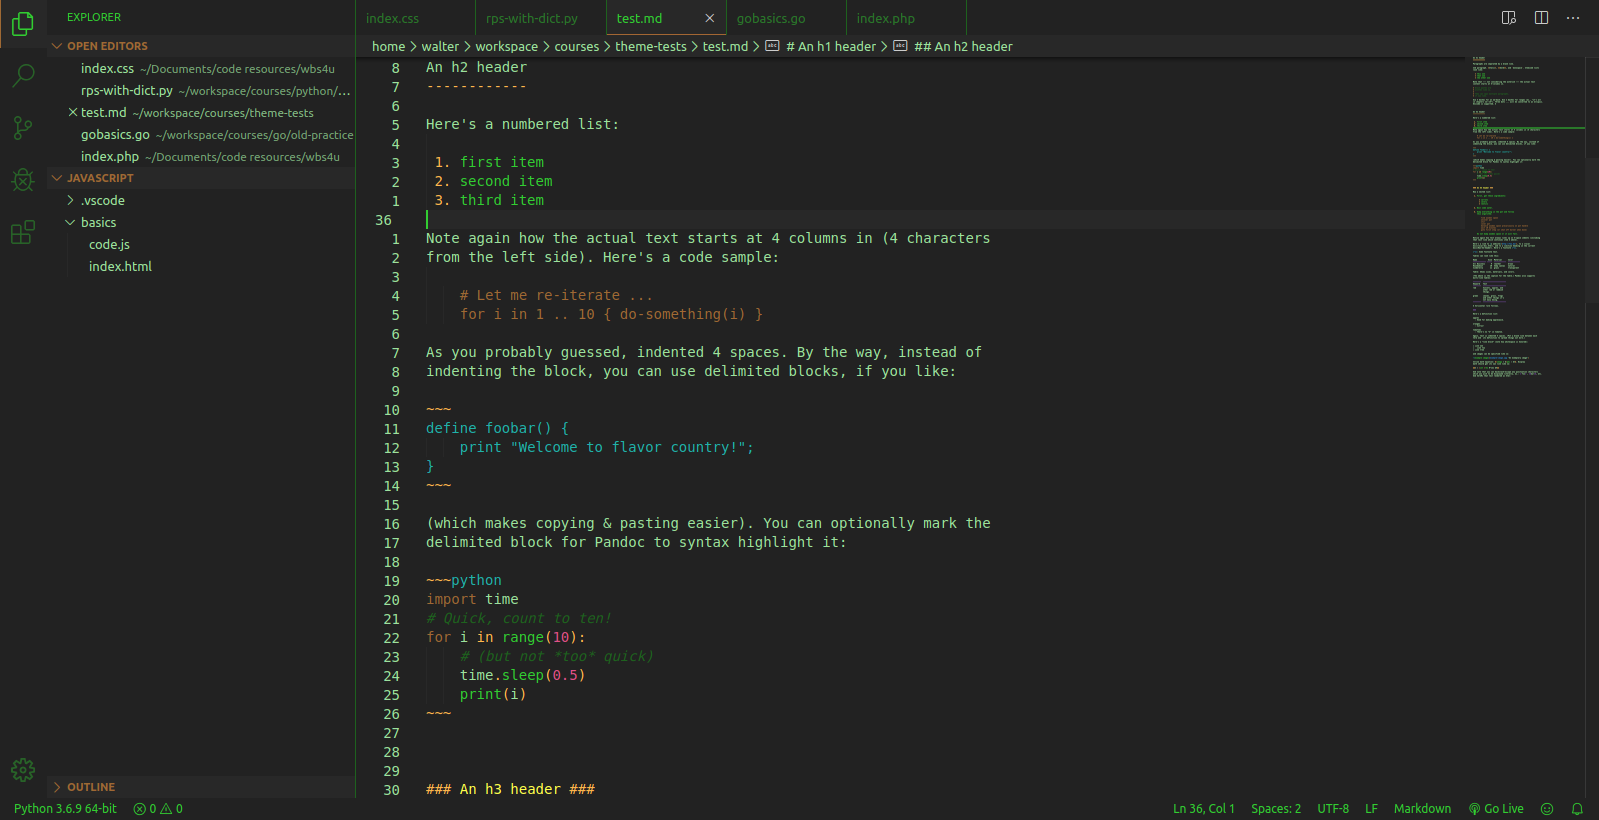 EXPLORER
OPEN EDITORS
index.css ~/Documents/code resources/wbs4u
rps-with-dict.py ~/workspace/courses/python/...
test.md ~/workspace/courses/theme-tests
gobasics.go ~/workspace/courses/go/old-practice
index.php ~/Documents/code resources/wbs4u
JAVASCRIPT
.vscode
basics
code.js
index.html
OUTLINE
index.css rps-with-dict.py test.md gobasics.go index.php
home > walter > workspace > courses > theme-tests > test.md > # An h1 header > ## An h2 header
8 An h2 header
7 ------------
6
5 Here's a numbered list:
4
3 1. first item
2 2. second item
1 3. third item
36
1 Note again how the actual text starts at 4 columns in (4 characters
2 from the left side). Here's a code sample:
3
4 # Let me re-iterate ...
5 for i in 1 .. 10 { do-something(i) }
6
7 As you probably guessed, indented 4 spaces. By the way, instead of
8 indenting the block, you can use delimited blocks, if you like:
9
10 ~~~
11 define foobar() {
12 print "Welcome to flavor country!";
13 }
14 ~~~
15
16 (which makes copying & pasting easier). You can optionally mark the
17 delimited block for Pandoc to syntax highlight it:
18
19 ~~~python
20 import time
21 # Quick, count to ten!
22 for i in range(10):
23 # (but not *too* quick)
24 time.sleep(0.5)
25 print(i)
26 ~~~
27
28
29
30 ### An h3 header ###
Python 3.6.9 64-bit 0 0 Ln 36, Col 1 Spaces: 2 UTF-8 LF Markdown Go Live